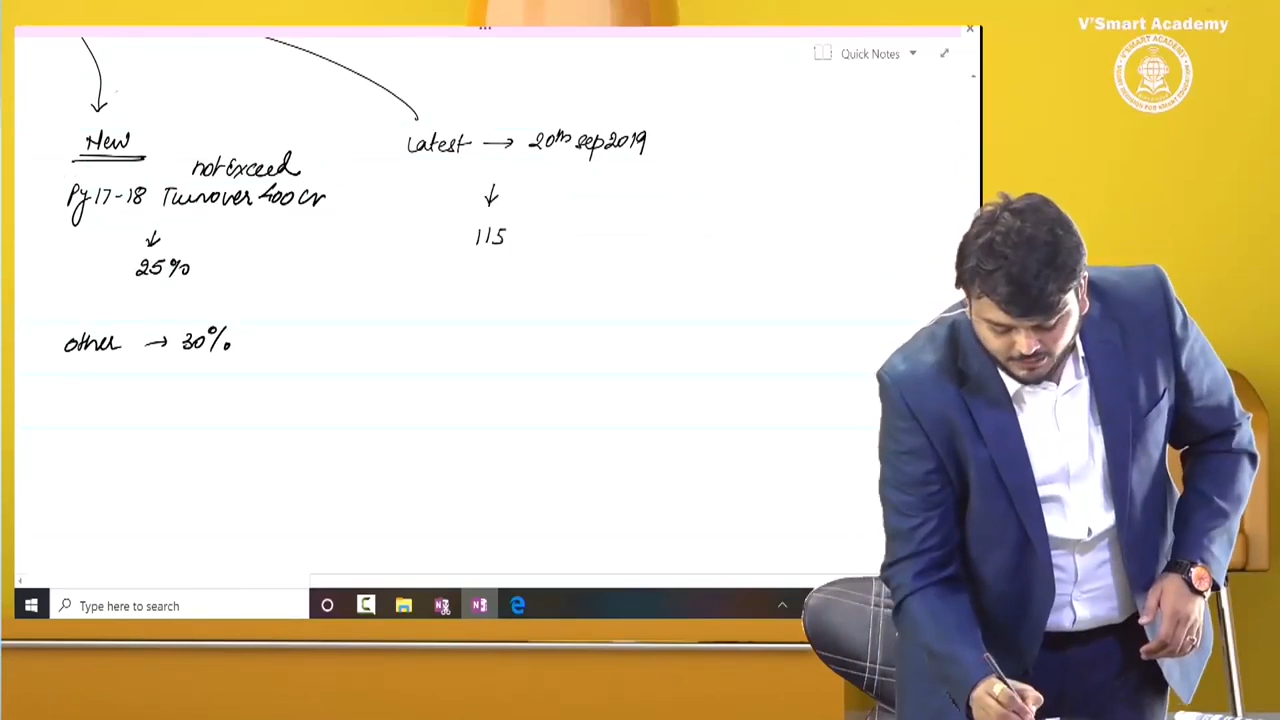 V'Smart Academy
Quick Notes
New
Latest → 20th Sep 2019
not Exceed
Py 17-18 Turnover 400 Cr
↓
↓
115
25%
other → 30%
Type here to search